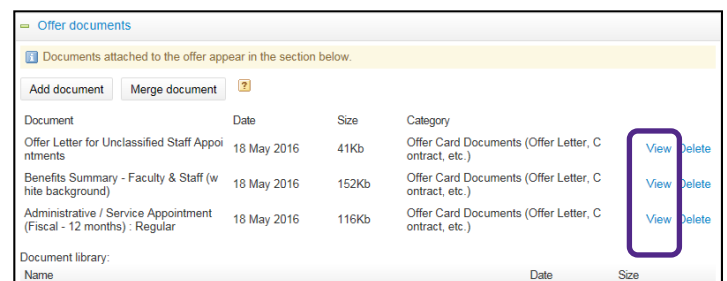 Offer documents
Documents attached to the offer appear in the section below.
Add document Merge document ?
Document Date Size Category
Offer Letter for Unclassified Staff Appoi
ntments 18 May 2016 41Kb Offer Card Documents (Offer Letter, C
ontract, etc.) View Delete
Benefits Summary - Faculty & Staff (w
hite background) 18 May 2016 152Kb Offer Card Documents (Offer Letter, C
ontract, etc.) View Delete
Administrative / Service Appointment
(Fiscal - 12 months) : Regular 18 May 2016 116Kb Offer Card Documents (Offer Letter, C
ontract, etc.) View Delete
Document library:
Name Date Size